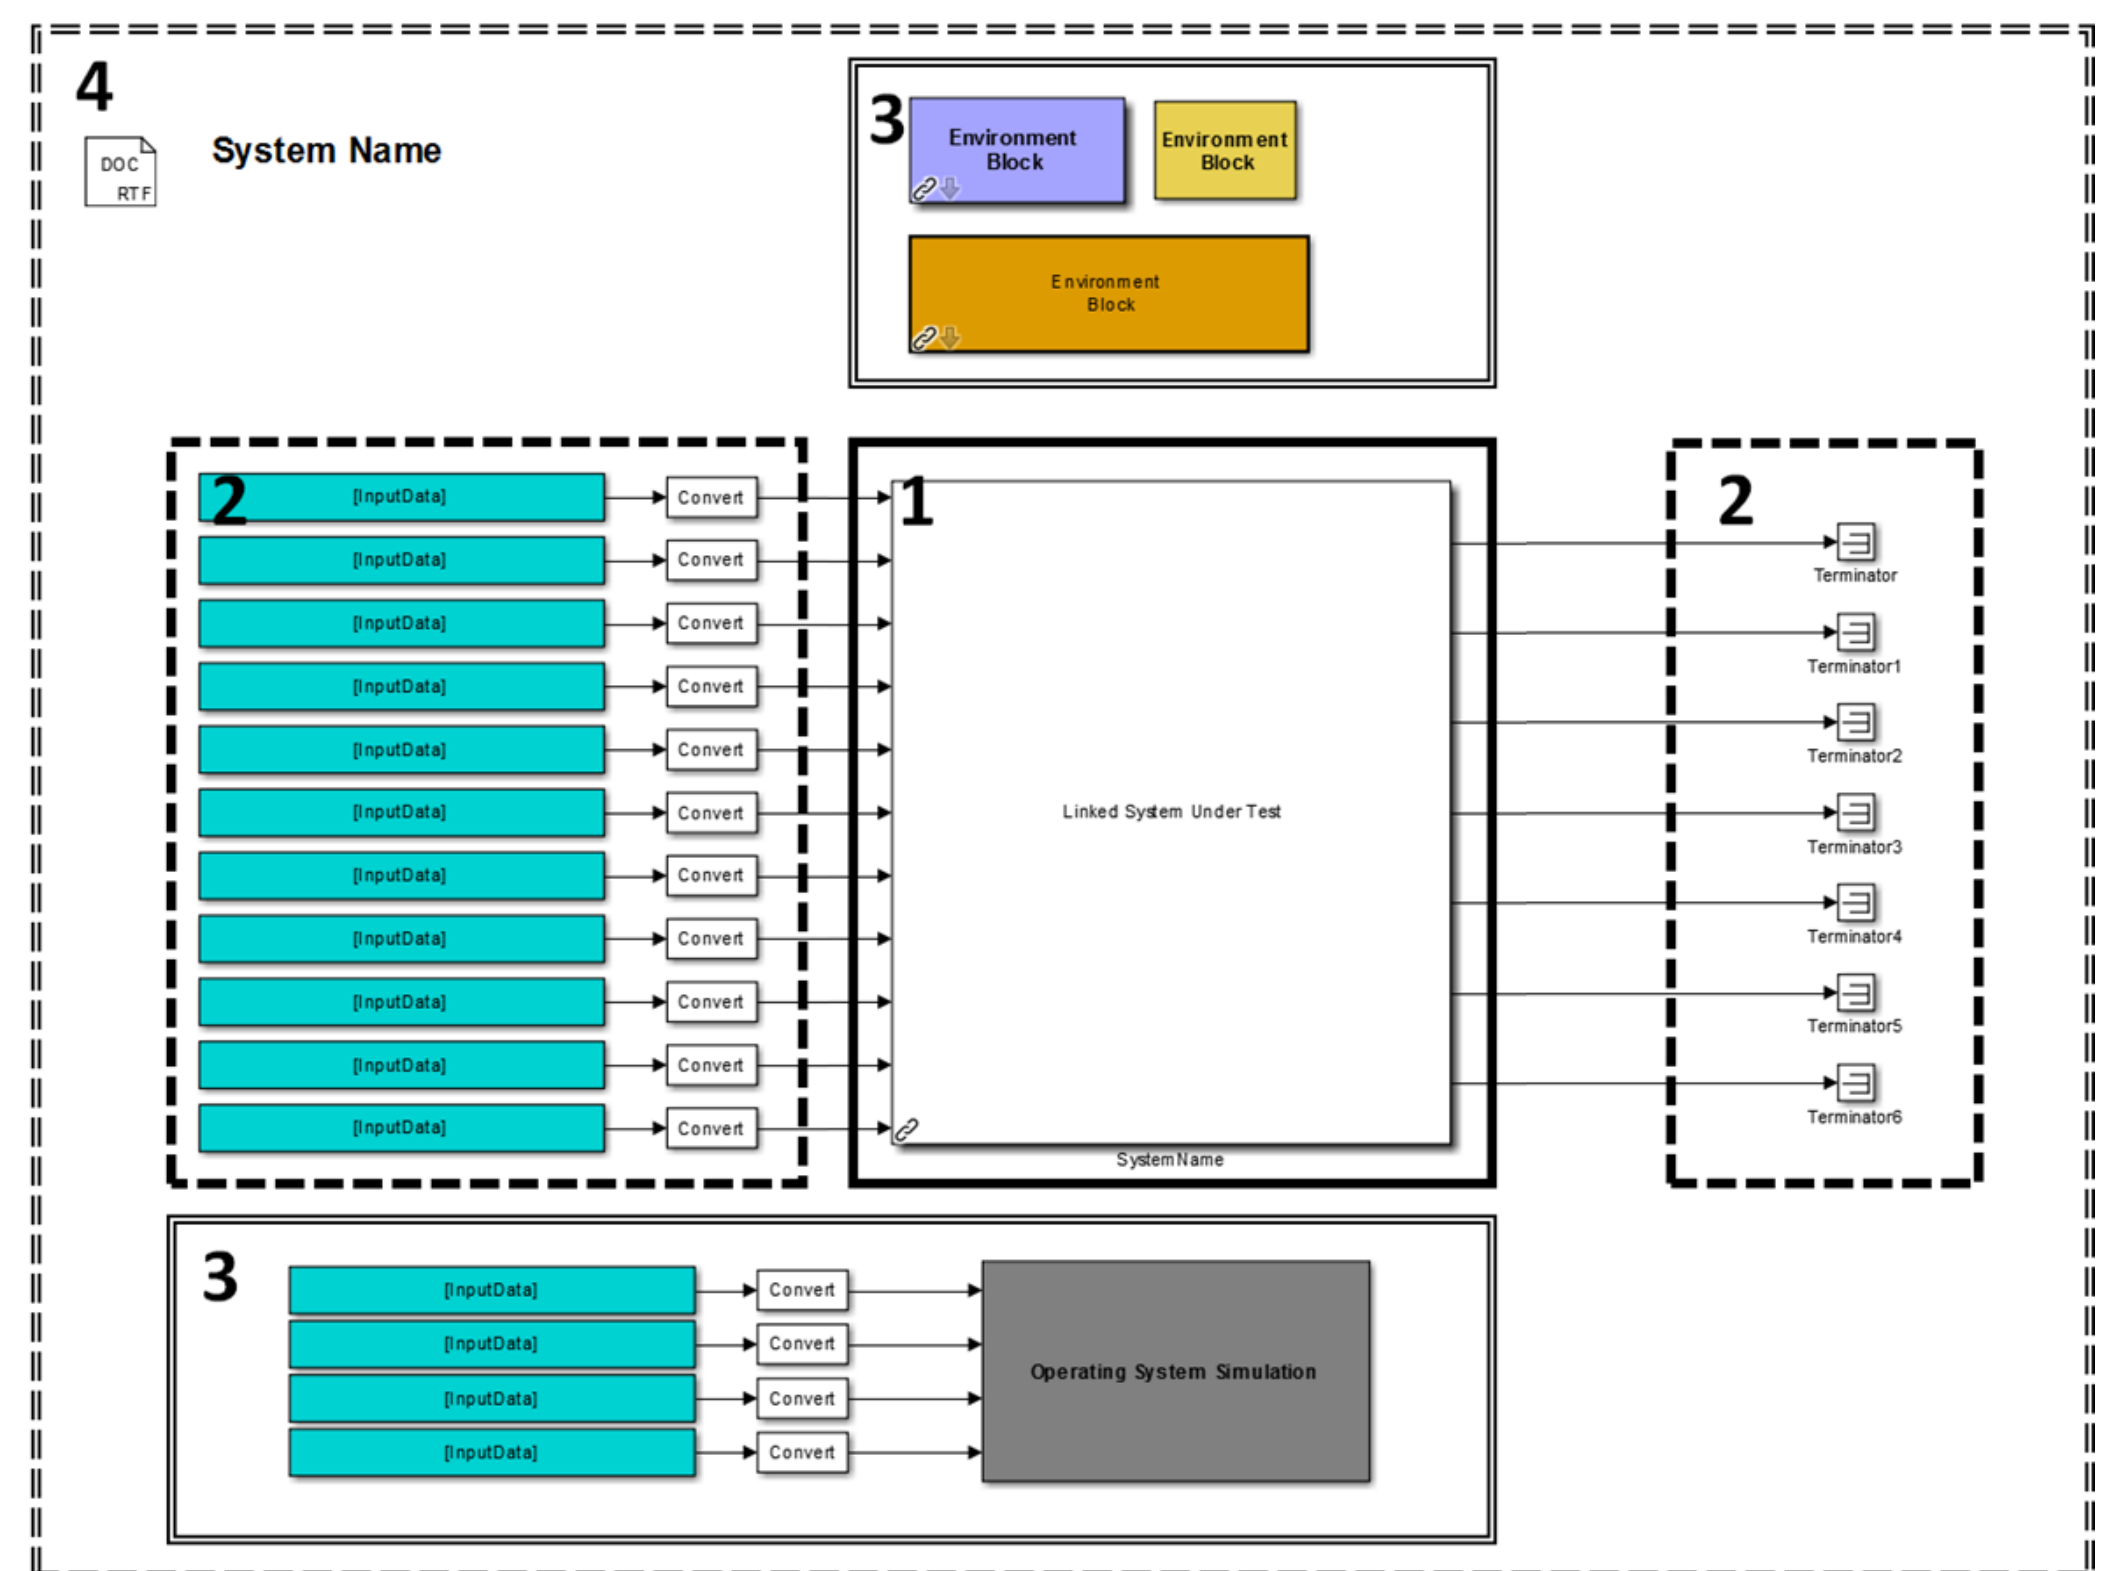 4
DOC
RTF
System Name
3
Environment
Block
Environment
Block
Environment
Block
2
[InputData]
Convert
[InputData]
Convert
[InputData]
Convert
[InputData]
Convert
[InputData]
Convert
[InputData]
Convert
[InputData]
Convert
[InputData]
Convert
[InputData]
Convert
[InputData]
Convert
[InputData]
Convert
1
Linked System Under Test
SystemName
2
Terminator
Terminator1
Terminator2
Terminator3
Terminator4
Terminator5
Terminator6
3
[InputData]
Convert
[InputData]
Convert
[InputData]
Convert
[InputData]
Convert
Operating System Simulation